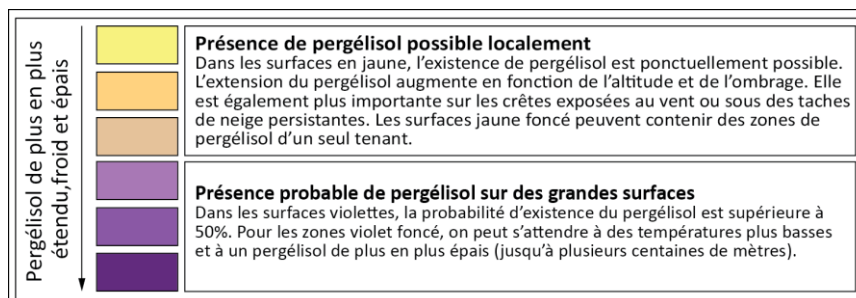 Pergélisol de plus en plus
étendu,froid et épais
Présence de pergélisol possible localement
Dans les surfaces en jaune, l'existence de pergélisol est ponctuellement possible.
L'extension du pergélisol augmente en fonction de l'altitude et de l'ombrage. Elle
est également plus importante sur les crêtes exposées au vent ou sous des taches
de neige persistantes. Les surfaces jaune foncé peuvent contenir des zones de
pergélisol d'un seul tenant.
Présence probable de pergélisol sur des grandes surfaces
Dans les surfaces violettes, la probabilité d'existence du pergélisol est supérieure à
50%. Pour les zones violet foncé, on peut s'attendre à des températures plus basses
et à un pergélisol de plus en plus épais (jusqu'à plusieurs centaines de mètres).